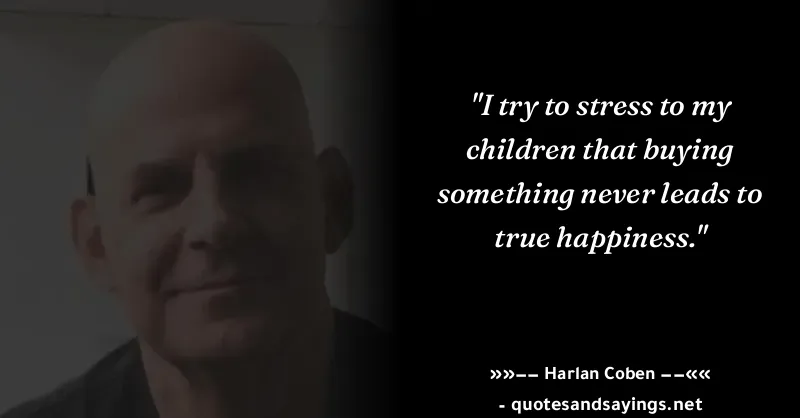 "I try to stress to my
children that buying
something never leads to
true happiness."
»»−− Harlan Coben −−««
- quotesandsayings.net